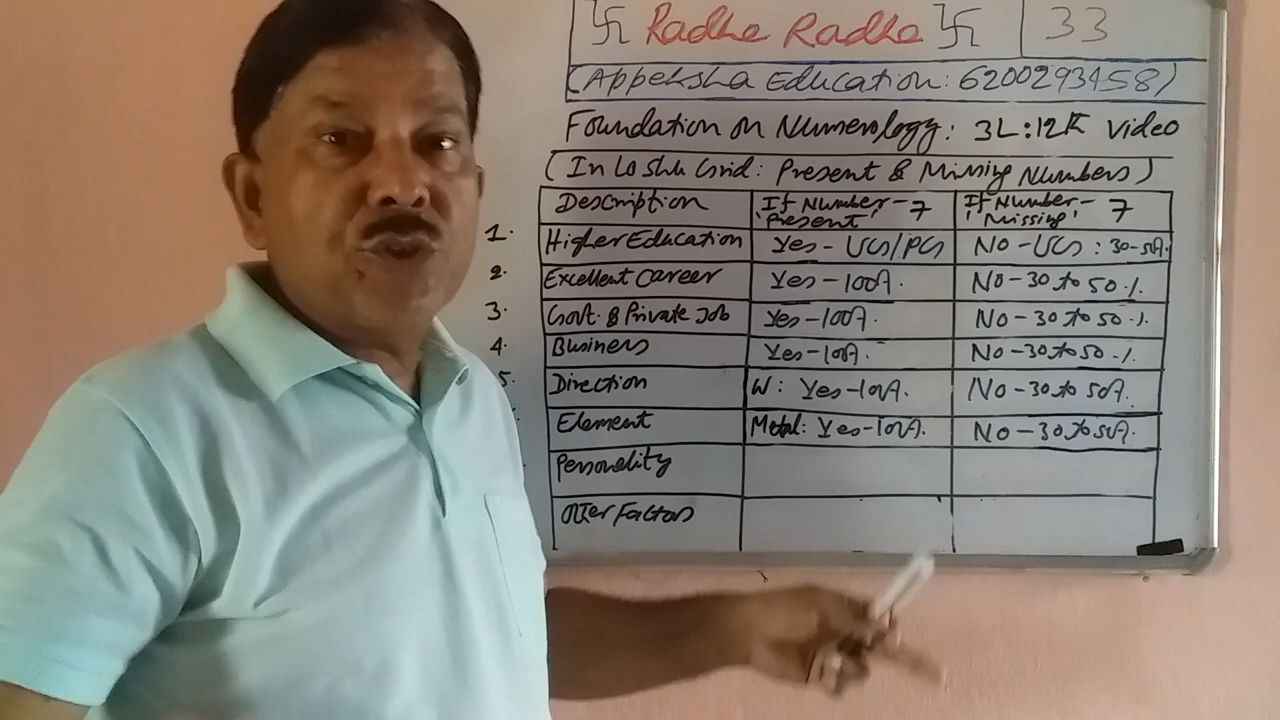 卐 Radhe Radhe 卐 33
(Appeksha Education: 6200293458)
Foundation on Numerology: 3L:12th Video
(In Lo Shu Grid: Present & Missing Numbers)
Description If Number-7 'Present' If Number-7 'Missing'
1. Higher Education Yes - UCS/PCS No - UCS: 30-50%.
2. Excellent Career Yes-100%. No-30 to 50%.
3. Govt. & Private Job Yes-100%. No-30 to 50%.
4. Business Yes-100%. No-30 to 50%.
5. Direction W: Yes-100%. No-30 to 50%.
Element Metal: Yes-100%. No-30 to 50%.
Personality
Other Factors